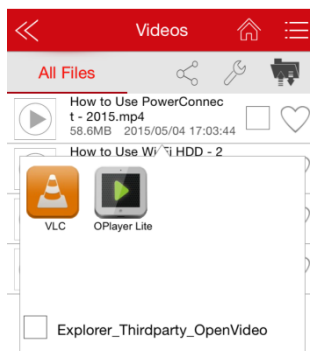 Videos
All Files
How to Use PowerConnec
t - 2015.mp4
58.6MB 2015/05/04 17:03:44
How to Use Wi HDD - 2
VLC
OPlayer Lite
Explorer_Thirdparty_OpenVideo